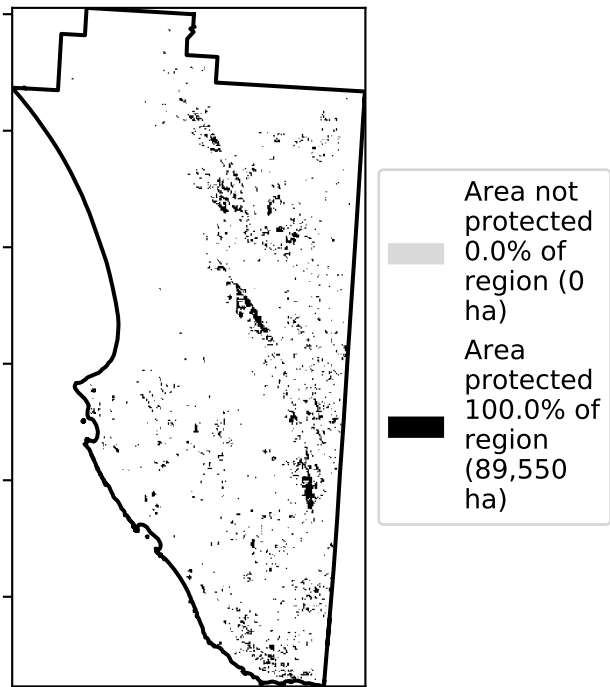 Area not
protected
0.0% of
region (0
ha)
Area
protected
100.0% of
region
(89,550
ha)